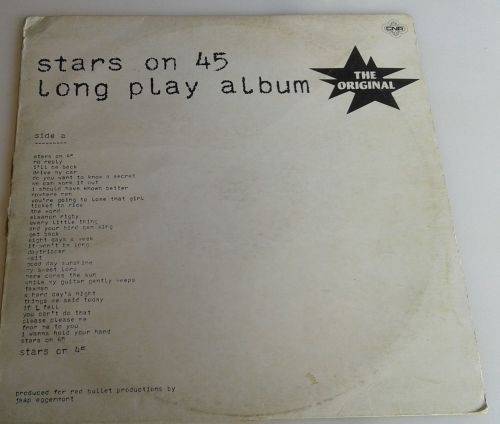 CNR
stars on 45
long play album
THE
ORIGINAL
side a
stars on 45
no reply
i'll be back
drive my car
do you want to know a secret
we can work it out
i should have known better
nowhere man
you're going to lose that girl
ticket to ride
the word
eleanor rigby
every little thing
and your bird can sing
get back
eight days a week
it won't be long
daytripper
wait
good day sunshine
my sweet lord
here comes the sun
while my guitar gently weeps
taxman
a hard day's night
things we said today
if i fell
you can't do that
please please me
from me to you
i wanna hold your hand
stars on 45
stars on 45
produced for red bullet productions by
jaap eggermont